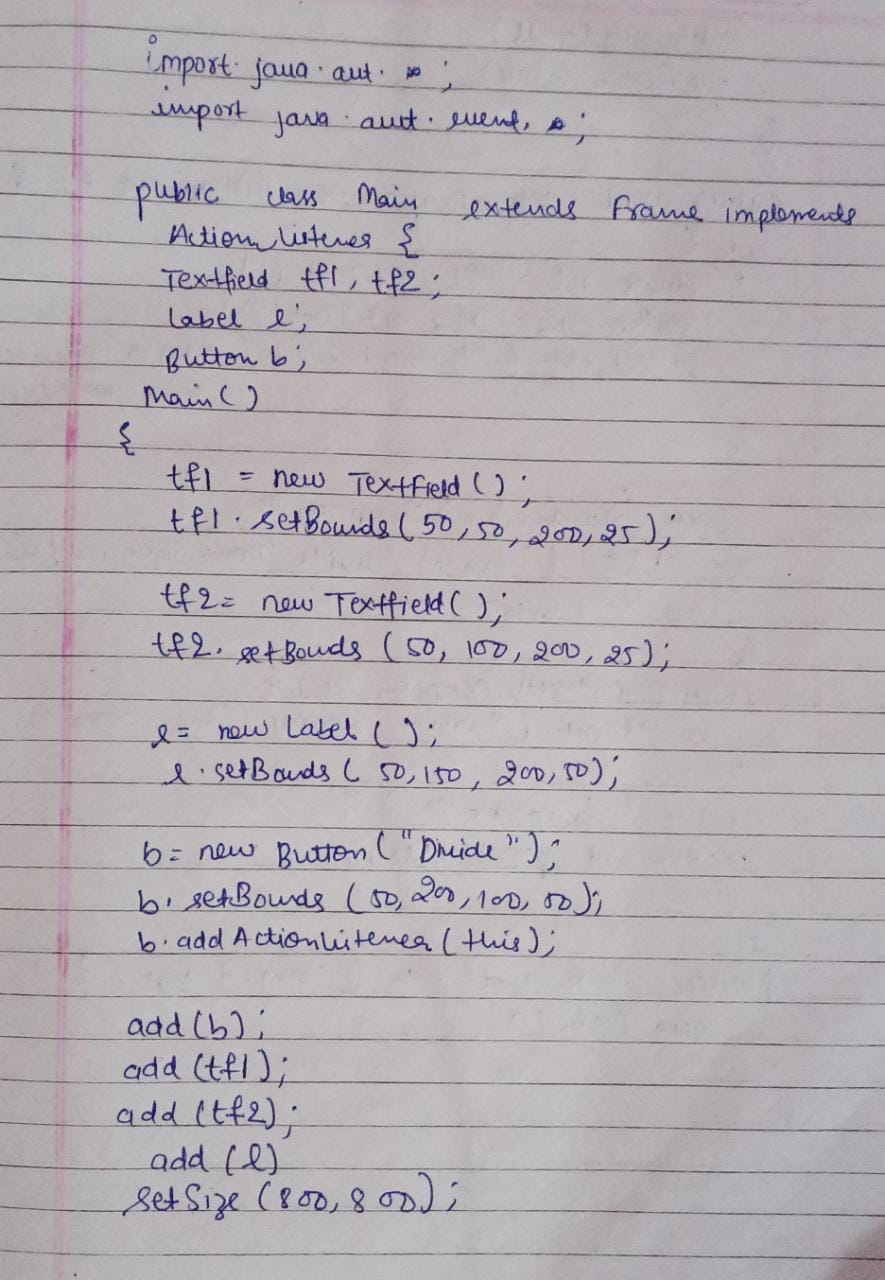 import java.awt.*;
import java.awt.event.*;
public class Main extends Frame implements
ActionListener {
Textfield tf1, tf2;
Label l;
Button b;
Main()
{
tf1 = new TextField();
tf1.setBounds(50,50,200,25);
tf2 = new Textfield();
tf2.setBouds(50,100,200,25);
l = new Label();
l.setBouds(50,150,200,50);
b = new Button("Divide");
b.setBounds(50,200,100,50);
b.addActionListener(this);
add(b);
add(tf1);
add(tf2);
add(l)
setSize(800,800);